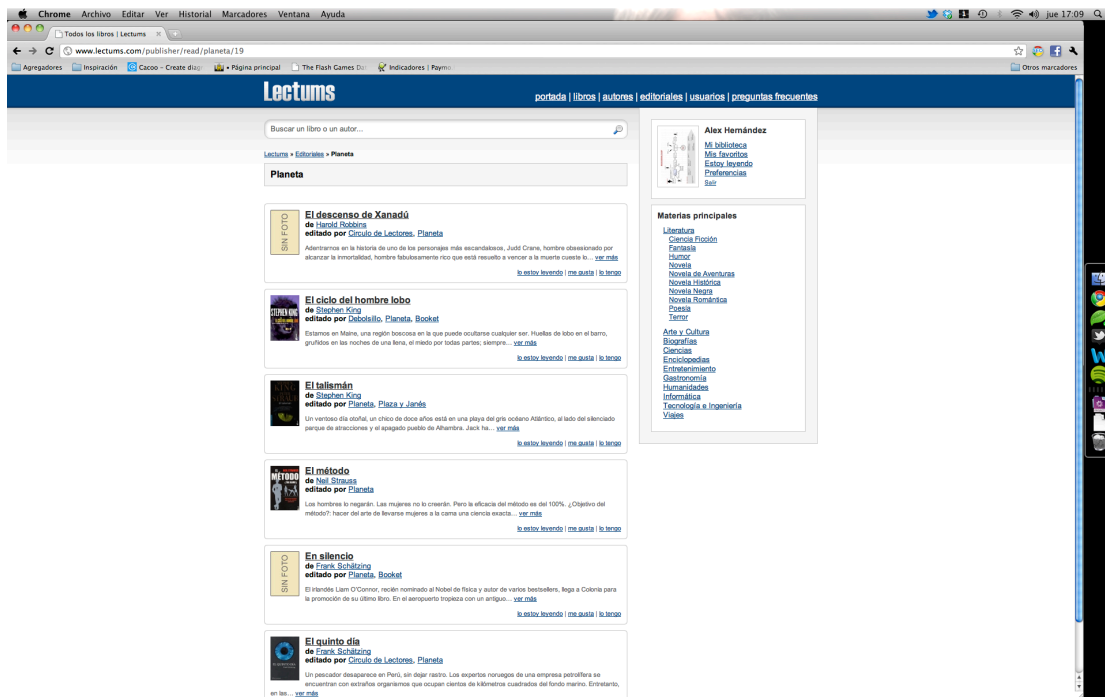 Chrome Archivo Editar Ver Historial Marcadores Ventana Ayuda
jue 17:09
Todos los libros | Lectums
www.lectums.com/publisher/read/planeta/19
Agregadores Inspiración Cacoo - Create diag Página principal The Flash Games Da Indicadores | Paymo
Otros marcadores
Lectums
portada | libros | autores | editoriales | usuarios | preguntas frecuentes
Buscar un libro o un autor...
Lectums » Editoriales » Planeta
Planeta
El descenso de Xanadú
de Harold Robbins
editado por Circulo de Lectores, Planeta
SIN FOTO
Adentrarnos en la historia de uno de los personajes más escandalosos, Judd Crane, hombre obsesionado por
alcanzar la inmortalidad, hombre fabulosamente rico que está resuelto a vencer a la muerte cueste lo... ver más
lo estoy leyendo | me gusta | lo tengo
El ciclo del hombre lobo
de Stephen King
editado por Debolsillo, Planeta, Booket
STEPHEN KING
Estamos en Maine, una región boscosa en la que puede ocultarse cualquier ser. Huellas de lobo en el barro,
gruñidos en las noches de una llena, el miedo por todas partes; siempre... ver más
lo estoy leyendo | me gusta | lo tengo
El talismán
de Stephen King
editado por Planeta, Plaza y Janés
KING
Un ventoso día otoñal, un chico de doce años está en una playa del gris océano Atlántico, al lado del silenciado
parque de atracciones y el apagado pueblo de Alhambra. Jack ha... ver más
lo estoy leyendo | me gusta | lo tengo
El método
de Neil Strauss
editado por Planeta
METODO
Los hombres lo negarán. Las mujeres no lo creerán. Pero la eficacia del método es del 100%. ¿Objetivo del
método?: hacer del arte de llevarse mujeres a la cama una ciencia exacta... ver más
lo estoy leyendo | me gusta | lo tengo
En silencio
de Frank Schätzing
editado por Planeta, Booket
SIN FOTO
El irlandés Liam O'Connor, recién nominado al Nobel de física y autor de varios bestsellers, llega a Colonia para
la promoción de su último libro. En el aeropuerto tropieza con un antiguo... ver más
lo estoy leyendo | me gusta | lo tengo
El quinto día
de Frank Schätzing
editado por Circulo de Lectores, Planeta
Un pescador desaparece en Perú, sin dejar rastro. Los expertos noruegos de una empresa petrolífera se
encuentran con extraños organismos que ocupan cientos de kilómetros cuadrados del fondo marino. Entretanto,
en las... ver más
Alex Hernández
Mi biblioteca
Mis favoritos
Estoy leyendo
Preferencias
Salir
Materias principales
Literatura
Ciencia Ficción
Fantasía
Humor
Novela
Novela de Aventuras
Novela Histórica
Novela Negra
Novela Romántica
Poesía
Terror
Arte y Cultura
Biografías
Ciencias
Enciclopedias
Entretenimiento
Gastronomía
Humanidades
Informática
Tecnología e Ingeniería
Viajes